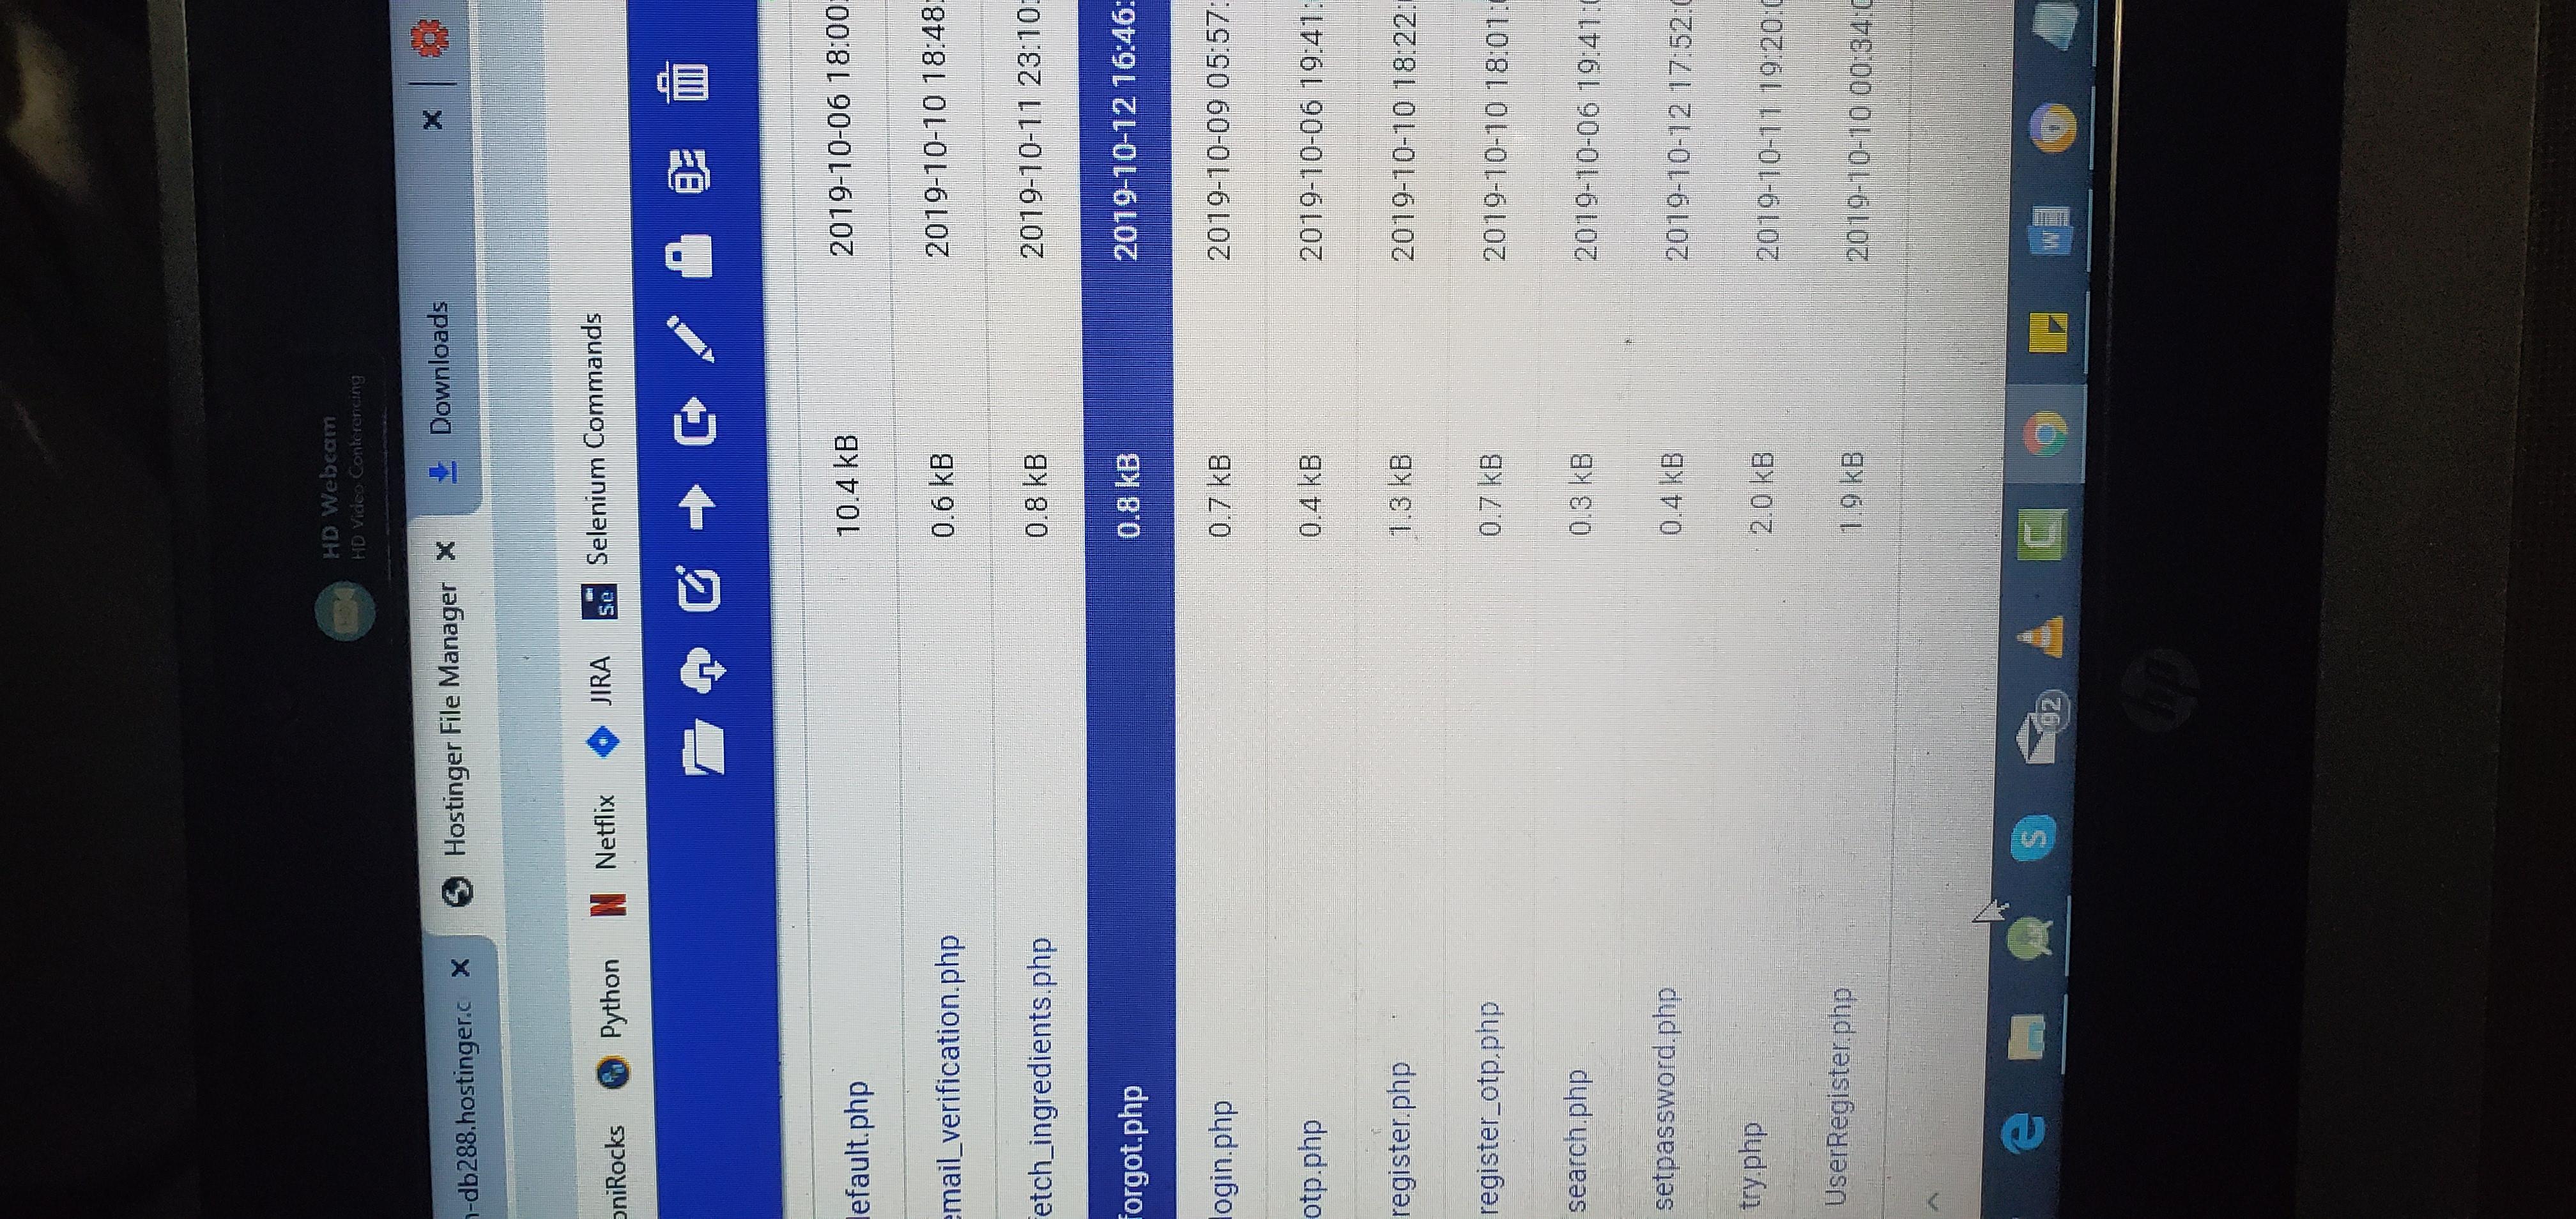 HD Webcam
HD Video Conferencing
-db288.hostinger.c
Hostinger File Manager
Downloads
oniRocks
Python
Netflix
JIRA
Se
Selenium Commands
default.php 10.4 kB 2019-10-06 18:00:
email_verification.php 0.6 kB 2019-10-10 18:48:
fetch_ingredients.php 0.8 kB 2019-10-11 23:10:
forgot.php 0.8 kB 2019-10-12 16:46:
login.php 0.7 kB 2019-10-09 05:57:
otp.php 0.4 kB 2019-10-06 19:41:
register.php 1.3 kB 2019-10-10 18:22:
register_otp.php 0.7 kB 2019-10-10 18:01:
search.php 0.3 kB 2019-10-06 19:41:
setpassword.php 0.4 kB 2019-10-12 17:52:
try.php 2.0 kB 2019-10-11 19:20:
UserRegister.php 1.9 kB 2019-10-10 00:34:
92
hp